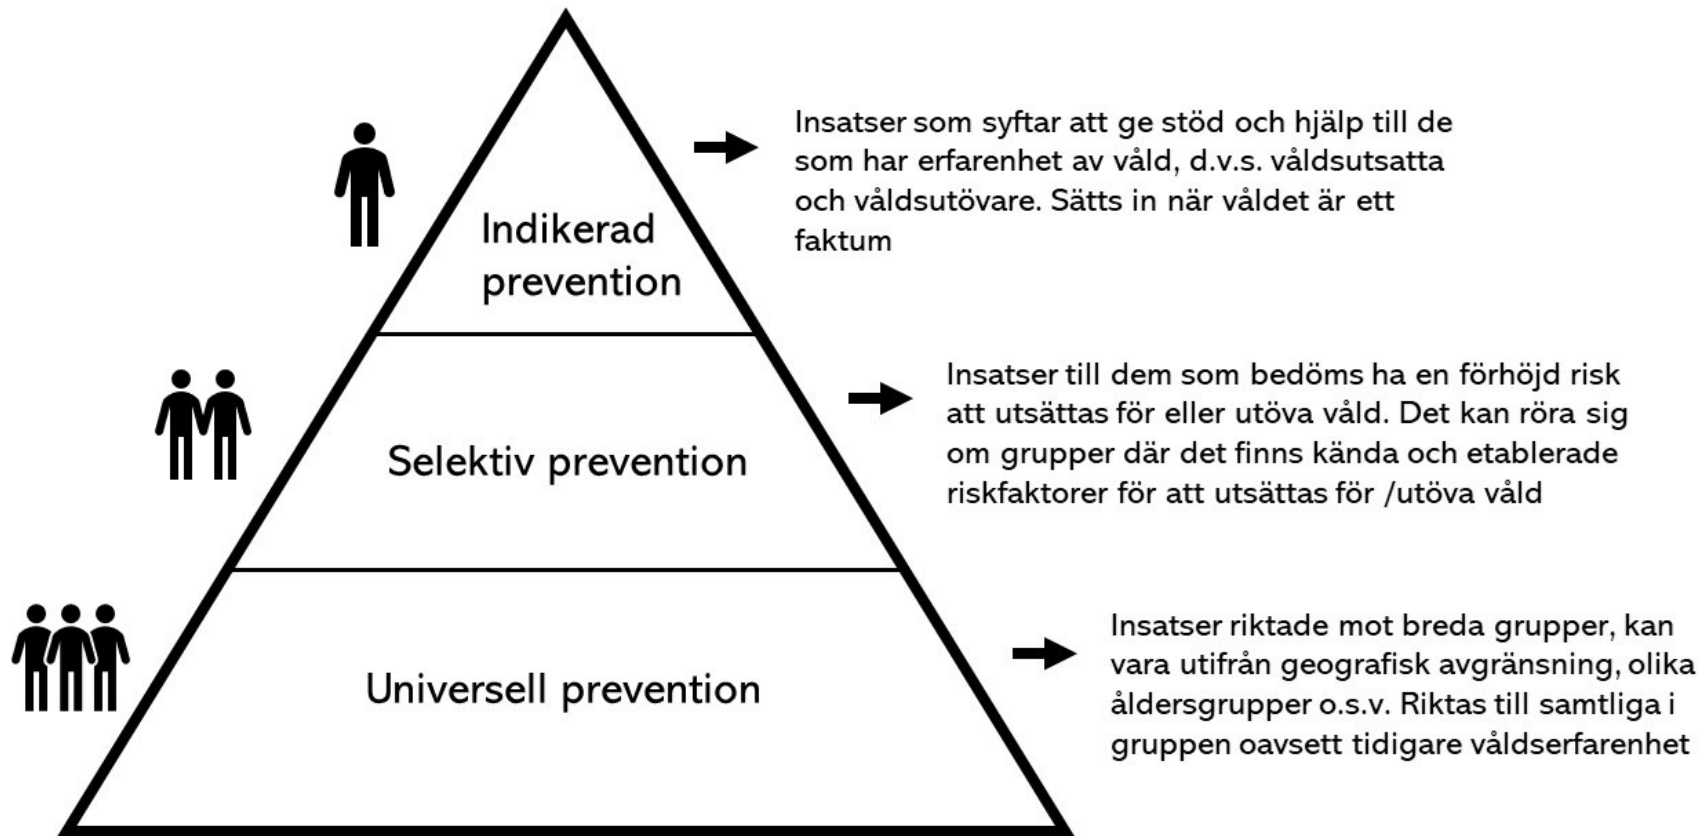 Insatser som syftar att ge stöd och hjälp till de
som har erfarenhet av våld, d.v.s. våldsutsatta
och våldsutövare. Sätts in när våldet är ett
faktum
Indikerad
prevention
Insatser till dem som bedöms ha en förhöjd risk
att utsättas för eller utöva våld. Det kan röra sig
om grupper där det finns kända och etablerade
riskfaktorer för att utsättas för /utöva våld
Selektiv prevention
Insatser riktade mot breda grupper, kan
vara utifrån geografisk avgränsning, olika
åldersgrupper o.s.v. Riktas till samtliga i
gruppen oavsett tidigare våldserfarenhet
Universell prevention